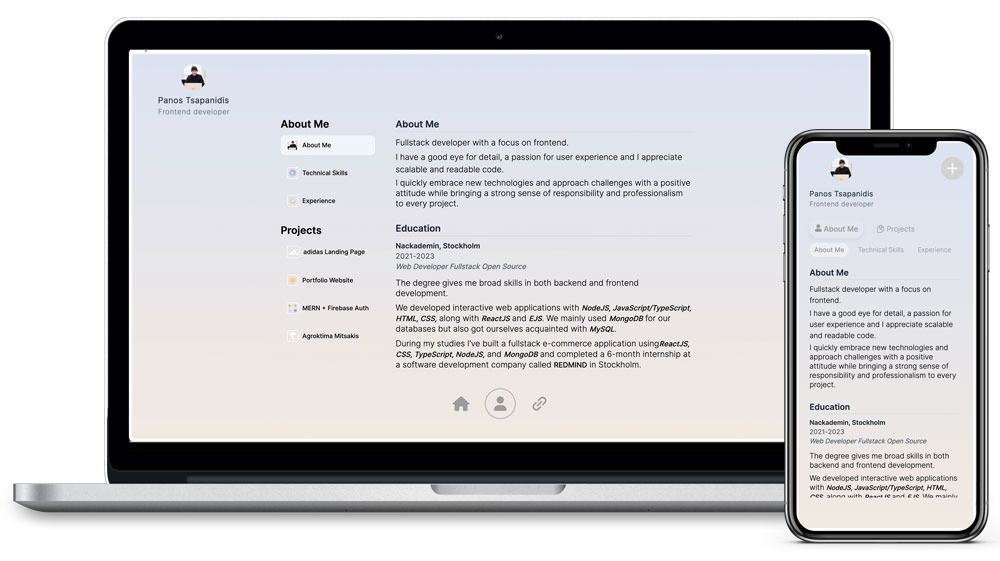 Panos Tsapanidis
Frontend developer
About Me
About Me
Technical Skills
Experience
Projects
adidas Landing Page
Portfolio Website
MERN + Firebase Auth
Agroktima Mitsakis
About Me
Fullstack developer with a focus on frontend.
I have a good eye for detail, a passion for user experience and I appreciate
scalable and readable code.
I quickly embrace new technologies and approach challenges with a positive
attitude while bringing a strong sense of responsibility and professionalism
to every project.
Education
Nackademin, Stockholm
2021-2023
Web Developer Fullstack Open Source
The degree gives me broad skills in both backend and frontend
development.
We developed interactive web applications with NodeJS, JavaScript/TypeScript,
HTML, CSS, along with ReactJS and EJS. We mainly used MongoDB for our
databases but also got ourselves acquainted with MySQL.
During my studies I've built a fullstack e-commerce application usingReactJS,
CSS, TypeScript, NodeJS, and MongoDB and completed a 6-month internship at
a software development company called REDMIND in Stockholm.
Panos Tsapanidis
Frontend developer
About Me Projects
About Me Technical Skills Experience
About Me
Fullstack developer with a focus on
frontend.
I have a good eye for detail, a passion for
user experience and I appreciate scalable
and readable code.
I quickly embrace new technologies and
approach challenges with a positive
attitude while bringing a strong sense of
responsibility and professionalism to every
project.
Education
Nackademin, Stockholm
2021-2023
Web Developer Fullstack Open Source
The degree gives me broad skills in both
backend and frontend development.
We developed interactive web applications
with NodeJS, JavaScript/TypeScript, HTML,
CSS, along with ReactJS and EJS. We mainly